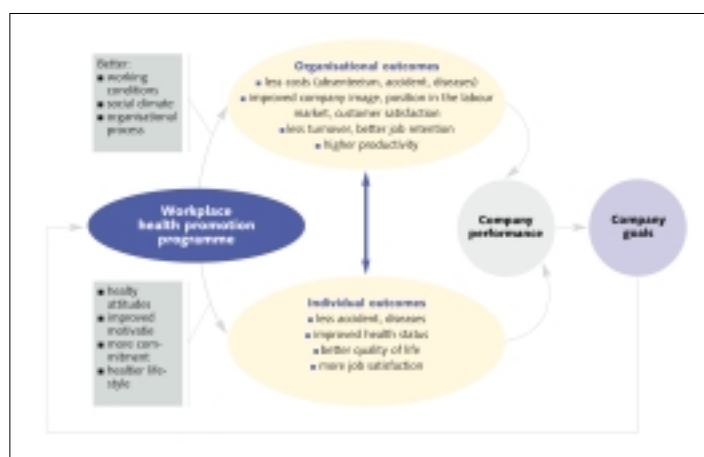 Better:
■ working
conditions
■ social climate
■ organisational
process
Organisational outcomes
■ less costs (absenteeism, accident, diseases)
■ improved company image, position in the labour
market, customer satisfaction
■ less turnover, better job retention
■ higher productivity
Workplace
health promotion
programme
Company
performance
Company
goals
■ healty
attitudes
■ improved
motivatie
■ more com-
mitment
■ healtier life-
style
Individual outcomes
■ less accident, diseases
■ improved health status
■ better quality of life
■ more job satisfaction